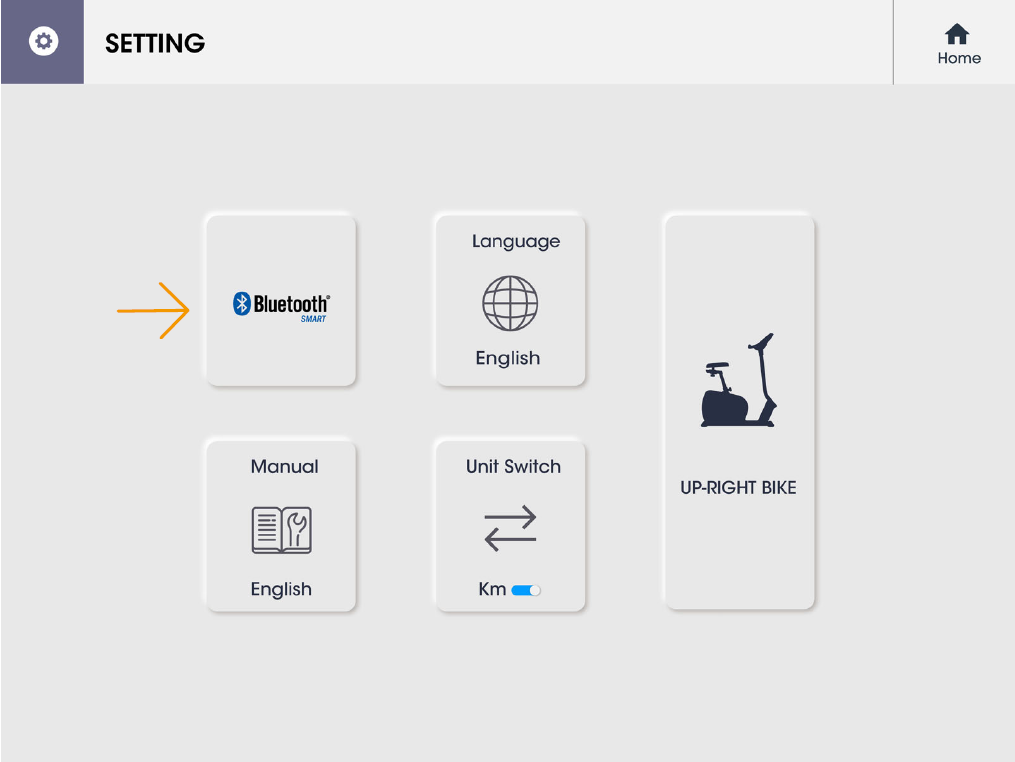 SETTING
Home
Bluetooth®
SMART
Language
English
Manual
English
Unit Switch
Km
UP-RIGHT BIKE